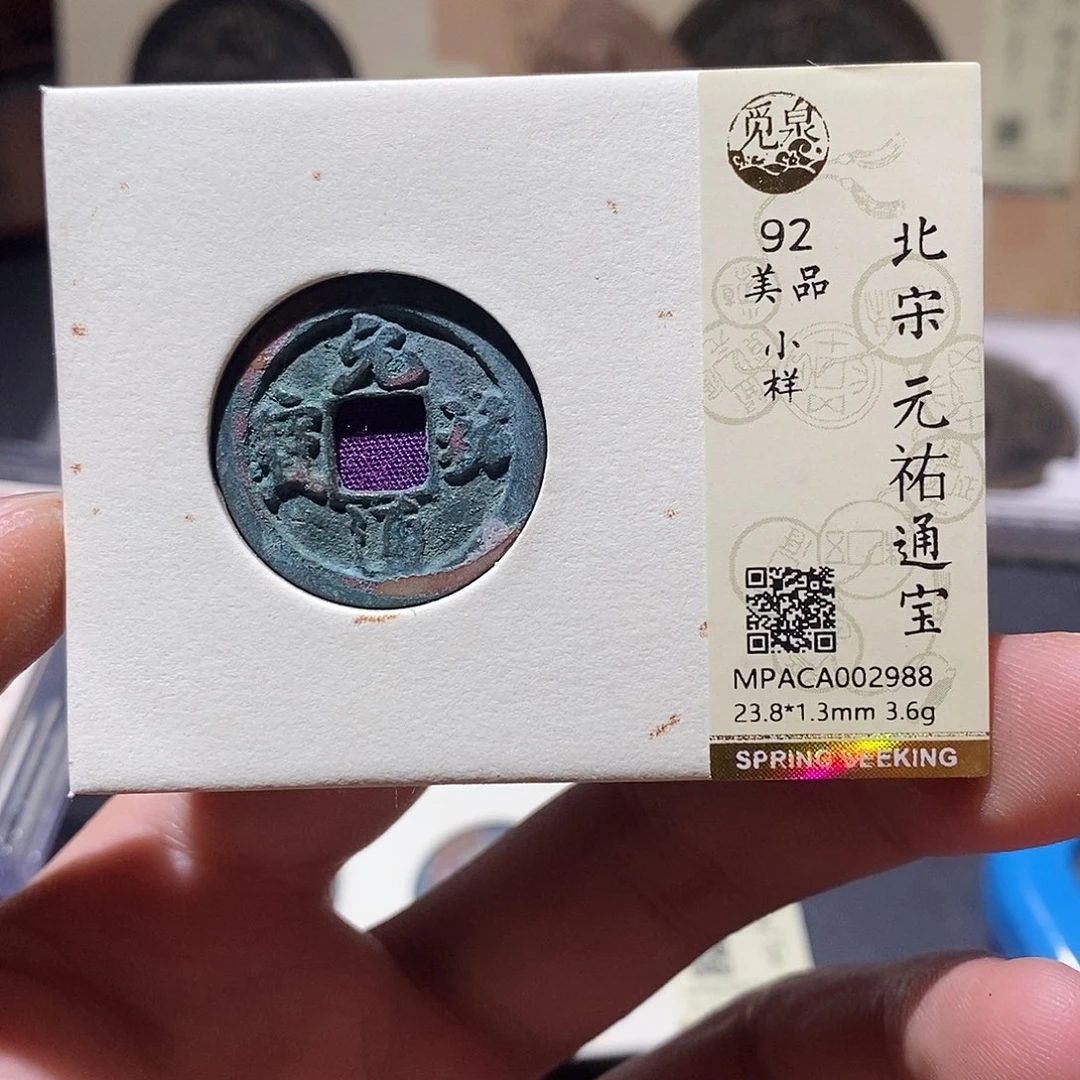 元祐通寶
觅泉
92
美品
小样
北宋 元祐通宝
MPACA002988
23.8*1.3mm 3.6g
SPRING SEEKING